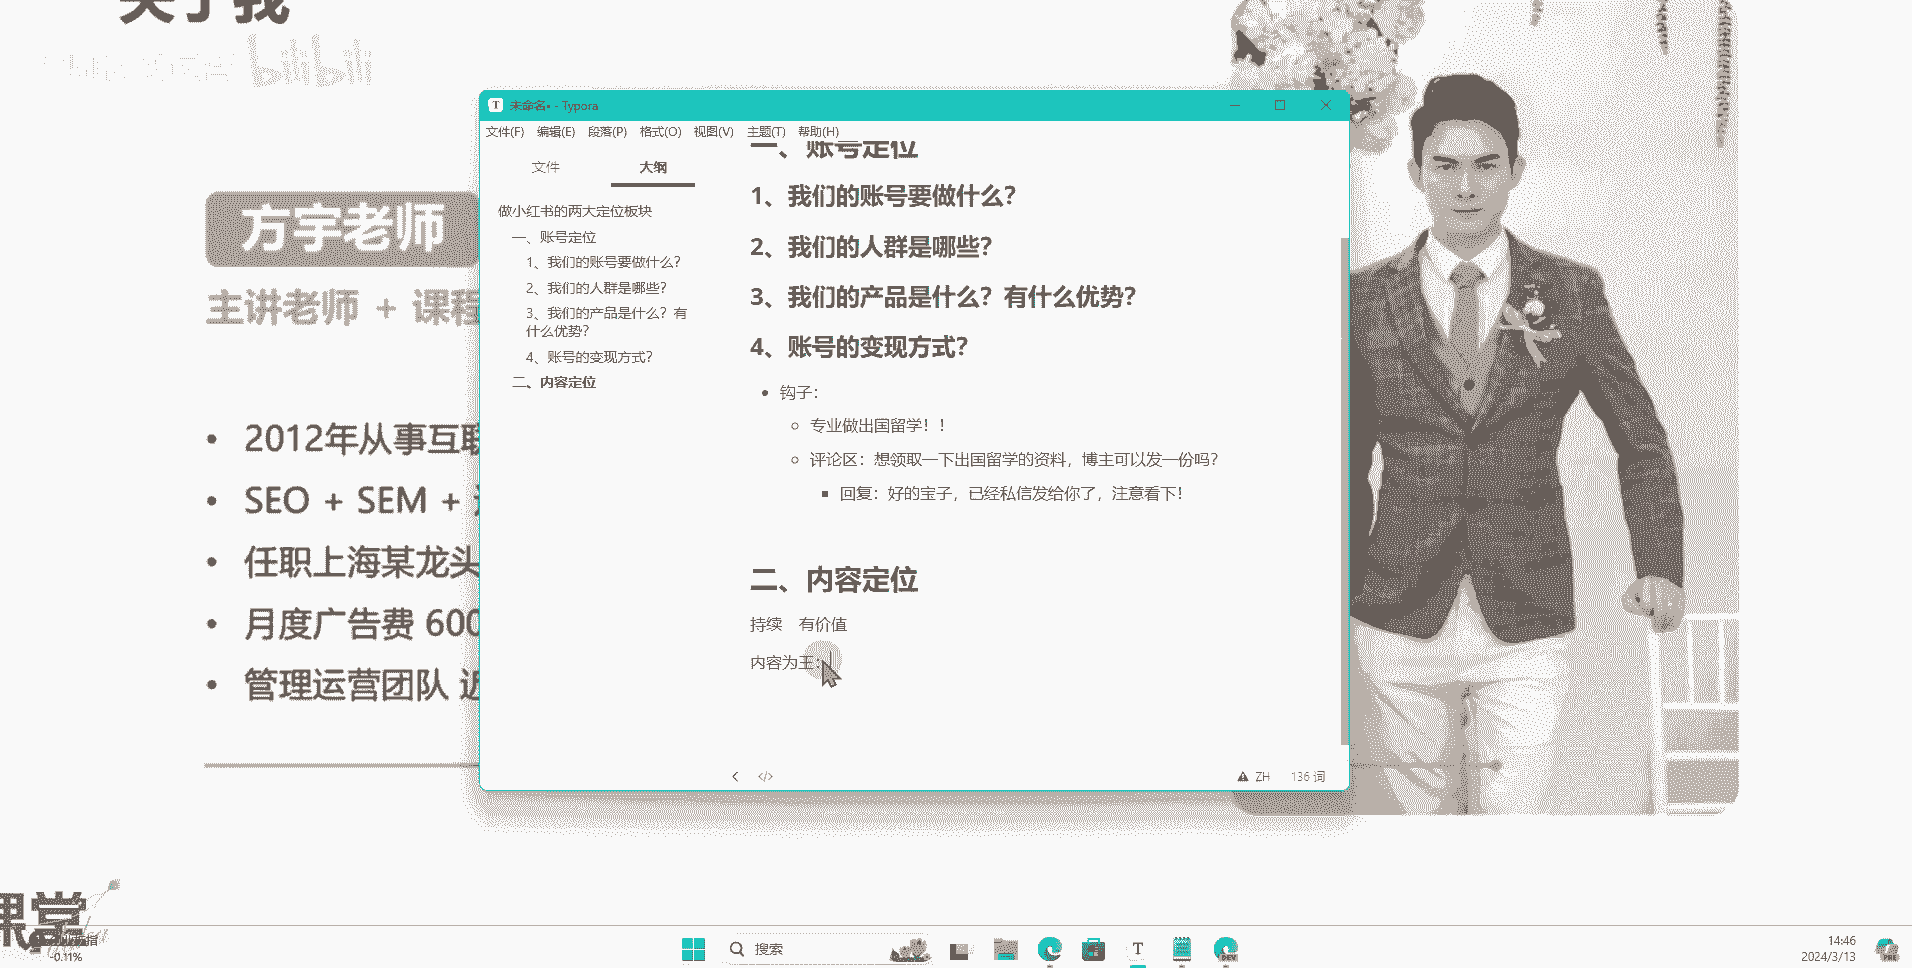 关于我
bilibili
方宇老师
主讲老师 + 课程
2012年从事互联
SEO + SEM +
任职上海某龙头
月度广告费 600
管理运营团队 近
课堂
未命名• - Typora
文件(F) 编辑(E) 段落(P) 格式(O) 视图(V) 主题(T) 帮助(H)
文件 大纲
做小红书的两大定位板块
一、账号定位
1、我们的账号要做什么？
2、我们的人群是哪些？
3、我们的产品是什么？有
什么优势？
4、账号的变现方式？
二、内容定位
一、账号定位
1、我们的账号要做什么？
2、我们的人群是哪些？
3、我们的产品是什么？有什么优势？
4、账号的变现方式？
钩子：
专业做出国留学！！
评论区：想领取一下出国留学的资料，博主可以发一份吗？
回复：好的宝子，已经私信发给你了，注意看下！
二、内容定位
持续 有价值
内容为王：
ZH 136 词
-0.11%
搜索
T
DEV
14:46
2024/3/13
PRE